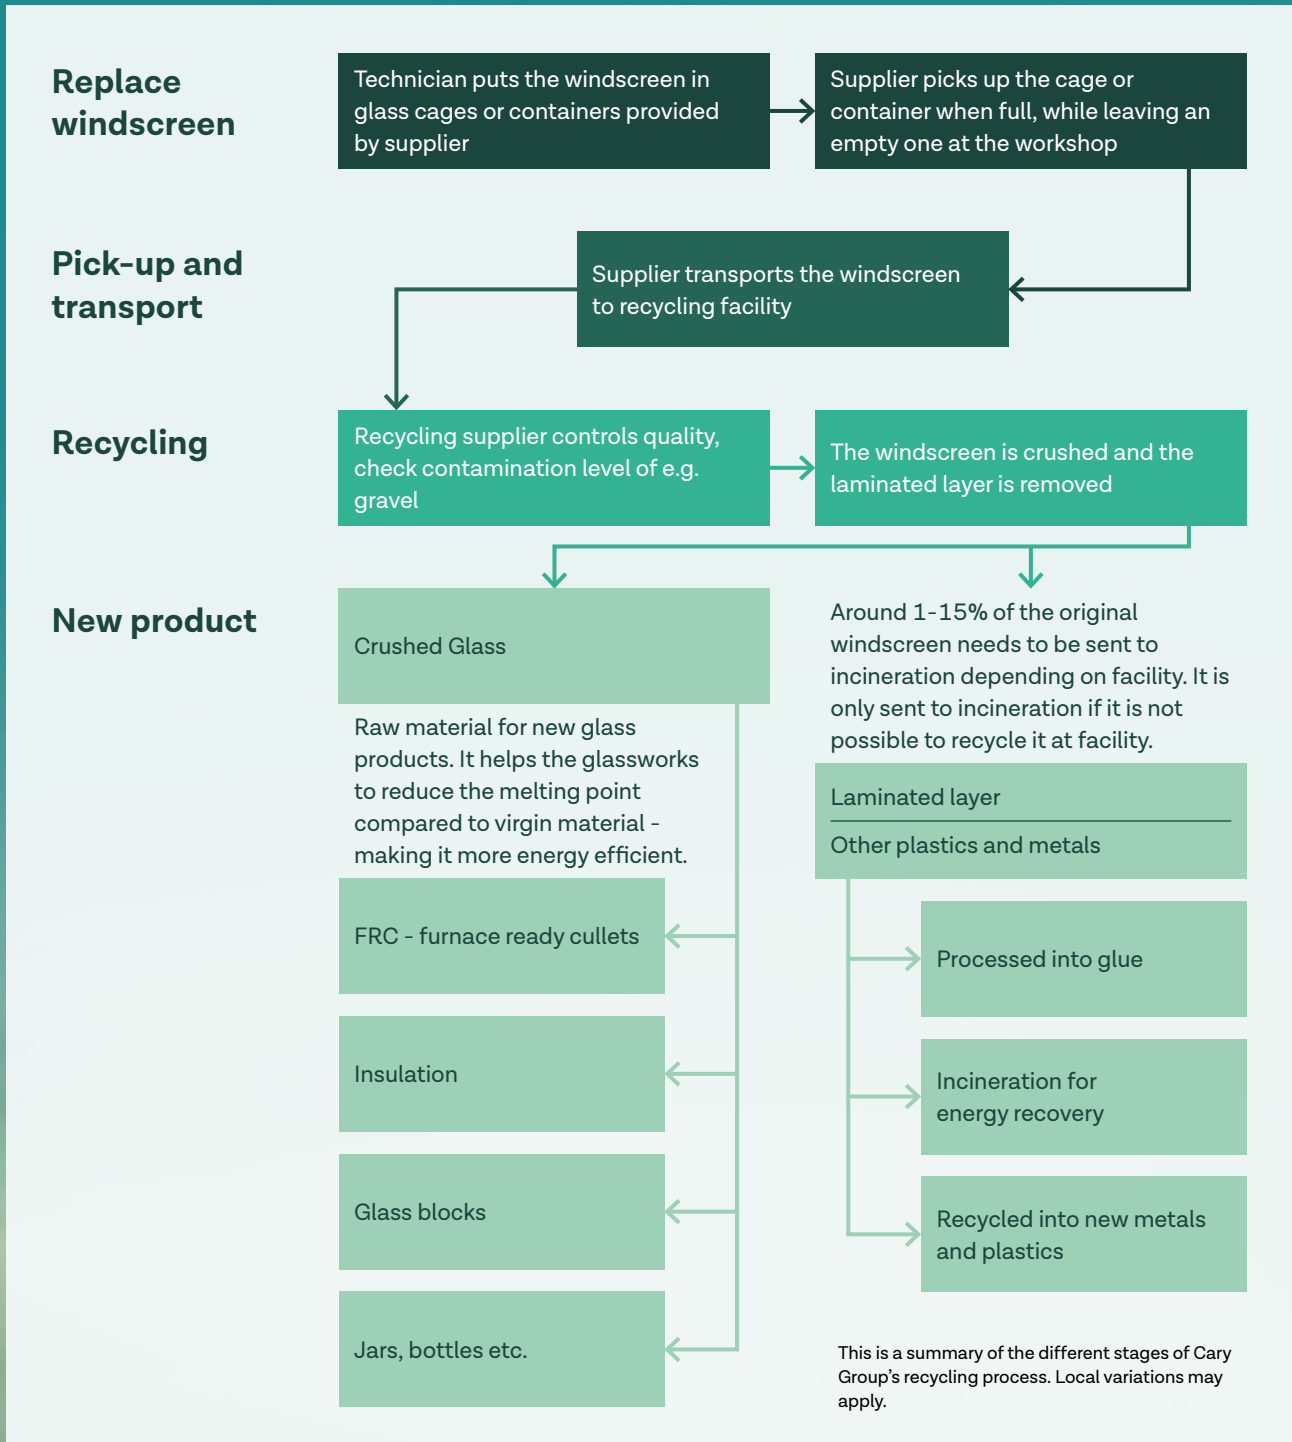 Replace
windscreen
Technician puts the windscreen in
glass cages or containers provided
by supplier
Supplier picks up the cage or
container when full, while leaving an
empty one at the workshop
Pick-up and
transport
Supplier transports the windscreen
to recycling facility
Recycling
Recycling supplier controls quality,
check contamination level of e.g.
gravel
The windscreen is crushed and the
laminated layer is removed
New product
Crushed Glass
Raw material for new glass
products. It helps the glassworks
to reduce the melting point
compared to virgin material -
making it more energy efficient.
FRC - furnace ready cullets
Insulation
Glass blocks
Jars, bottles etc.
Around 1-15% of the original
windscreen needs to be sent to
incineration depending on facility. It is
only sent to incineration if it is not
possible to recycle it at facility.
Laminated layer
Other plastics and metals
Processed into glue
Incineration for
energy recovery
Recycled into new metals
and plastics
This is a summary of the different stages of Cary
Group's recycling process. Local variations may
apply.